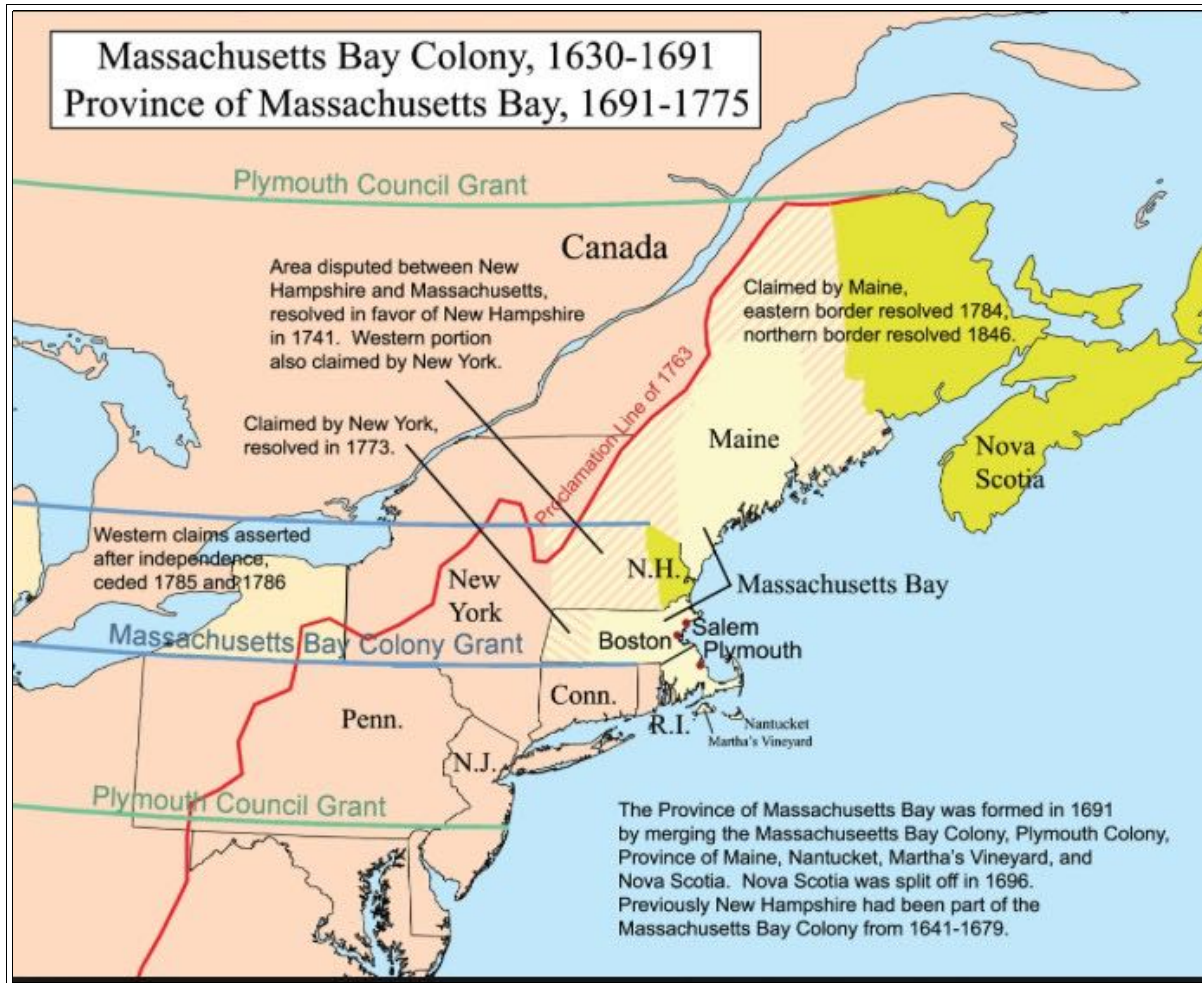 Massachusetts Bay Colony, 1630-1691
Province of Massachusetts Bay, 1691-1775
Plymouth Council Grant
Canada
Area disputed between New
Hampshire and Massachusetts,
resolved in favor of New Hampshire
in 1741. Western portion
also claimed by New York.
Claimed by Maine,
eastern border resolved 1784,
northern border resolved 1846.
Claimed by New York,
resolved in 1773.
Proclamation Line of 1763
Maine
Nova
Scotia
Western claims asserted
after independence,
ceded 1785 and 1786
New
York
N.H.
Massachusetts Bay
Massachusetts Bay Colony Grant
Boston
Salem
Plymouth
Conn.
R.I.
Nantucket
Martha's Vineyard
Penn.
N.J.
Plymouth Council Grant
The Province of Massachusetts Bay was formed in 1691
by merging the Massachuseetts Bay Colony, Plymouth Colony,
Province of Maine, Nantucket, Martha's Vineyard, and
Nova Scotia. Nova Scotia was split off in 1696.
Previously New Hampshire had been part of the
Massachusetts Bay Colony from 1641-1679.